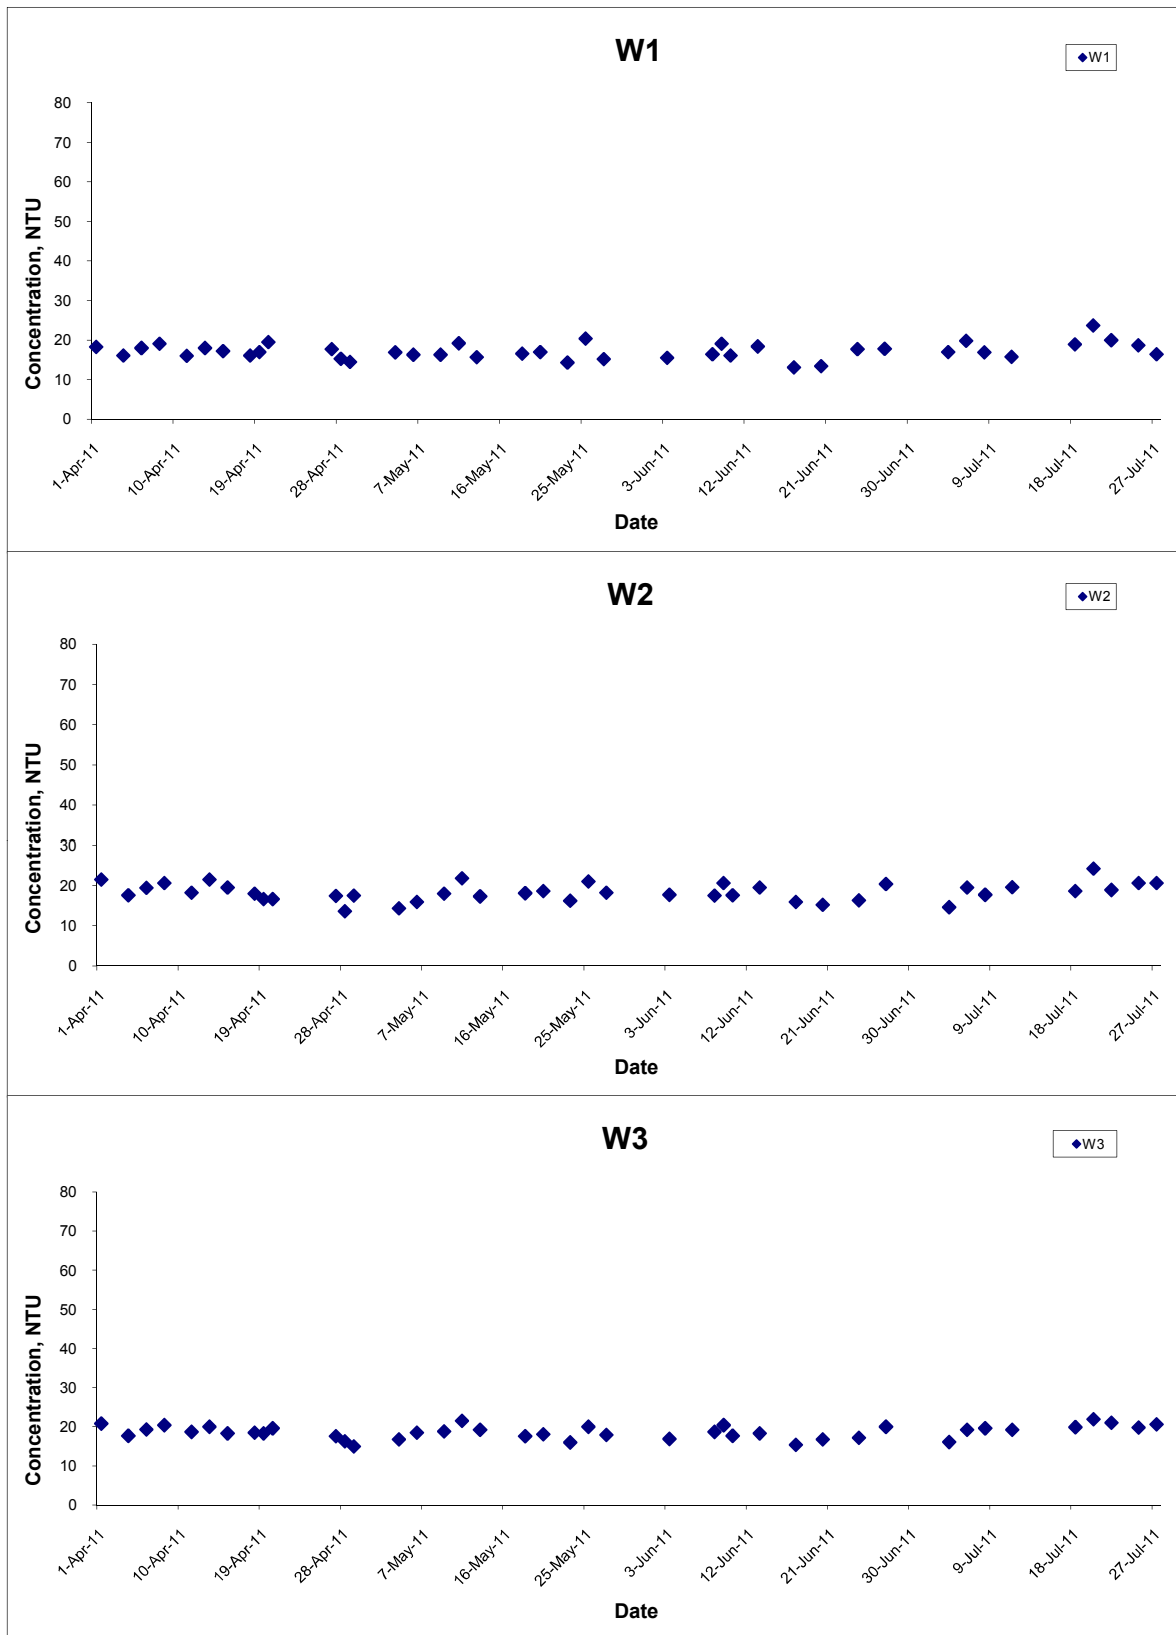 W1
W1
80
70
60
50
40
30
20
10
0
Concentration, NTU
1-Apr-11
10-Apr-11
19-Apr-11
28-Apr-11
7-May-11
16-May-11
25-May-11
3-Jun-11
12-Jun-11
21-Jun-11
30-Jun-11
9-Jul-11
18-Jul-11
27-Jul-11
Date
W2
W2
80
70
60
50
40
30
20
10
0
Concentration, NTU
1-Apr-11
10-Apr-11
19-Apr-11
28-Apr-11
7-May-11
16-May-11
25-May-11
3-Jun-11
12-Jun-11
21-Jun-11
30-Jun-11
9-Jul-11
18-Jul-11
27-Jul-11
Date
W3
W3
80
70
60
50
40
30
20
10
0
Concentration, NTU
1-Apr-11
10-Apr-11
19-Apr-11
28-Apr-11
7-May-11
16-May-11
25-May-11
3-Jun-11
12-Jun-11
21-Jun-11
30-Jun-11
9-Jul-11
18-Jul-11
27-Jul-11
Date